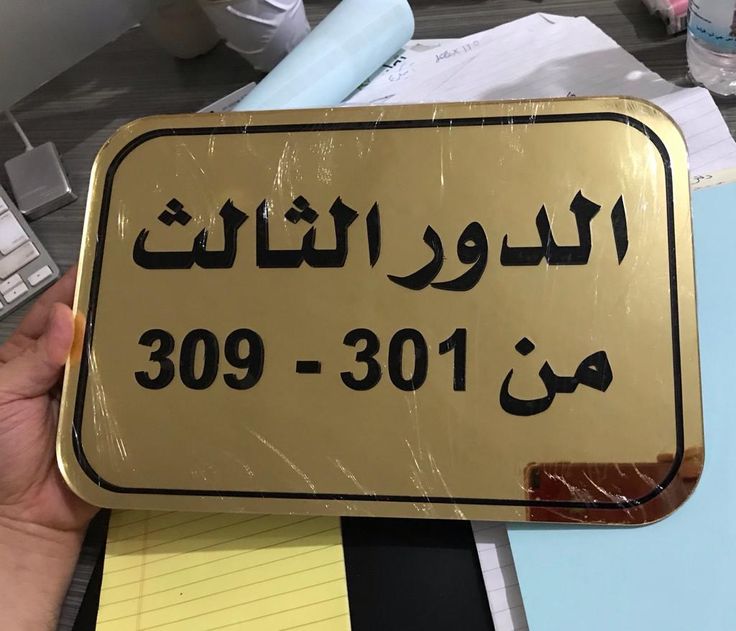 الدور الثالث
من 301 - 309